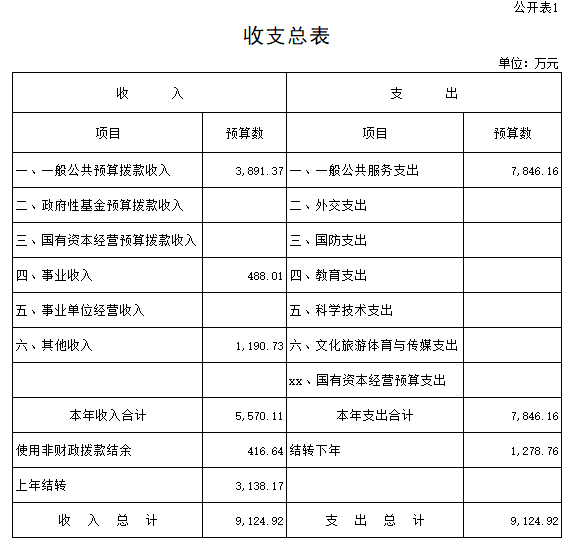 公开表1
收支总表
单位：万元
收 入 支 出
项目 预算数 项目 预算数
一、一般公共预算拨款收入 3,891.37 一、一般公共服务支出 7,846.16
二、政府性基金预算拨款收入 二、外交支出
三、国有资本经营预算拨款收入 三、国防支出
四、事业收入 488.01 四、教育支出
五、事业单位经营收入 五、科学技术支出
六、其他收入 1,190.73 六、文化旅游体育与传媒支出
xx、国有资本经营预算支出
本年收入合计 5,570.11 本年支出合计 7,846.16
使用非财政拨款结余 416.64 结转下年 1,278.76
上年结转 3,138.17
收 入 总 计 9,124.92 支 出 总 计 9,124.92